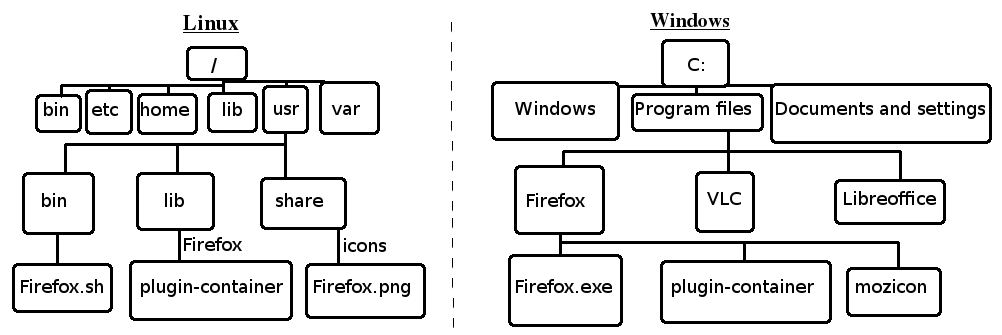 Linux
/
bin etc home lib usr var
bin lib share
Firefox icons
Firefox.sh plugin-container Firefox.png
Windows
C:
Windows Program files Documents and settings
Firefox VLC Libreoffice
Firefox.exe plugin-container mozicon